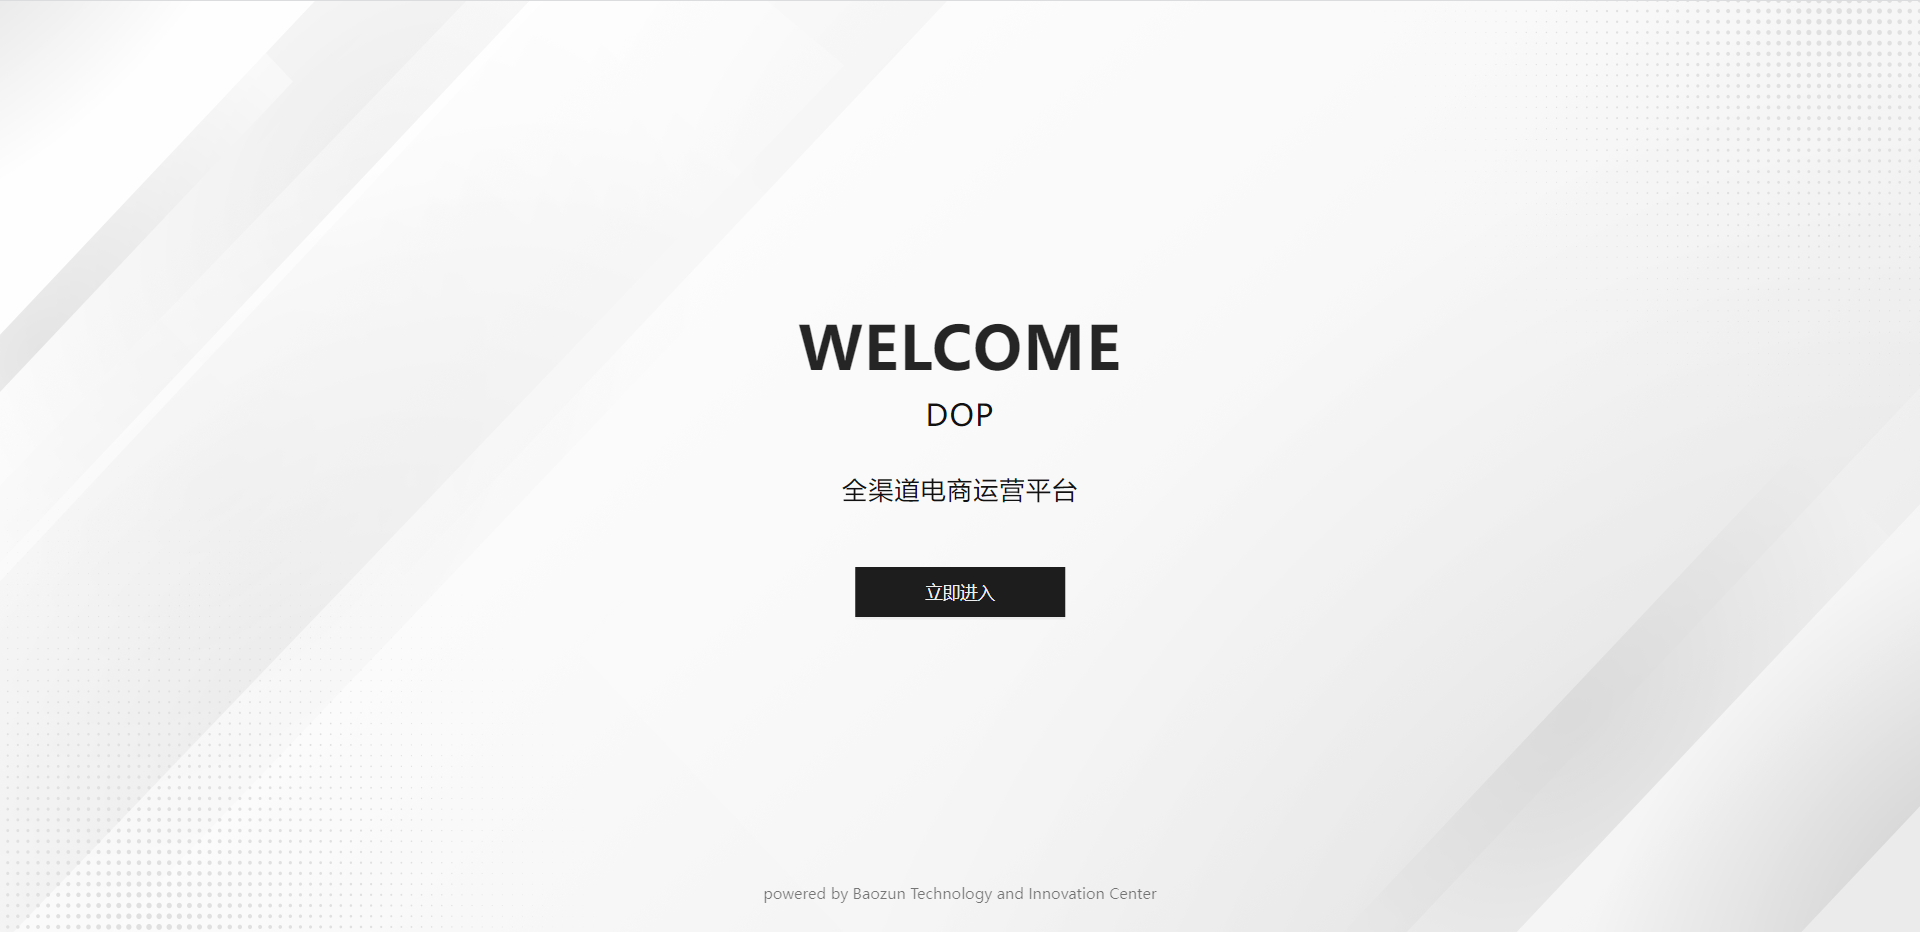 WELCOME
DOP
全渠道电商运营平台
立即进入
powered by Baozun Technology and Innovation Center